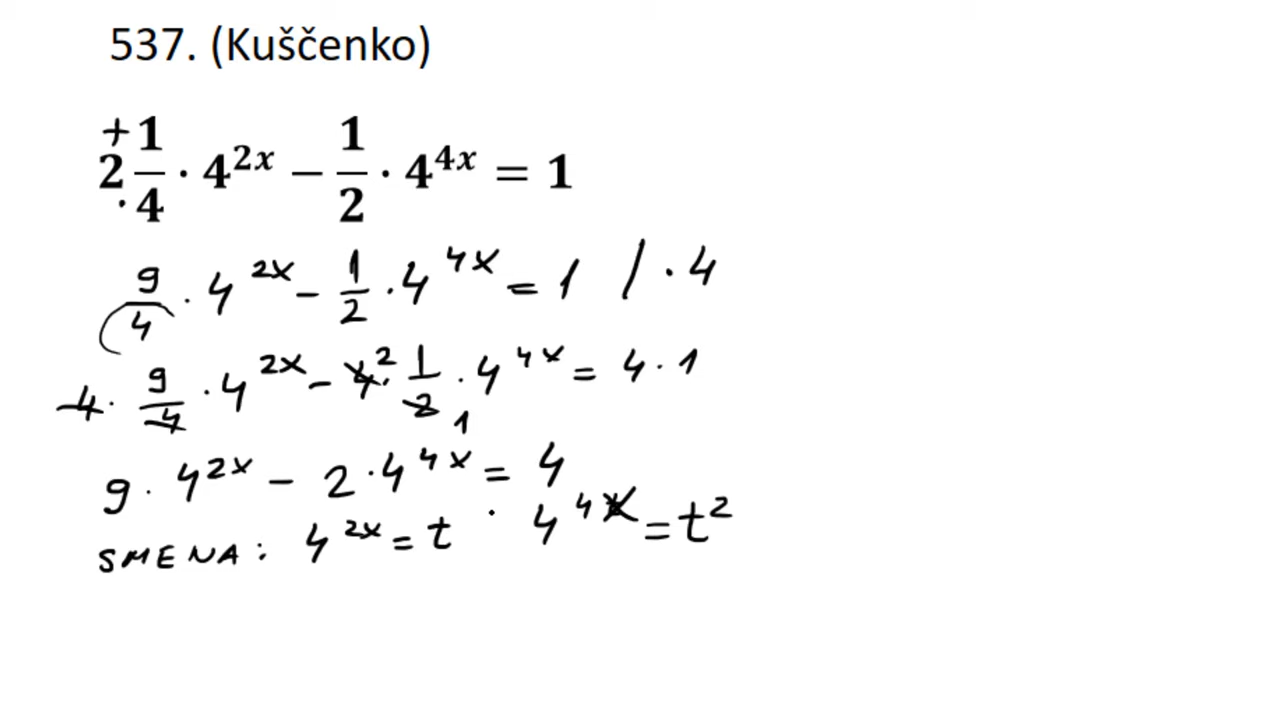 537. (Kuščenko)
+
2 1/4 · 4^{2x} − 1/2 · 4^{4x} = 1
9/4 · 4^{2x} − 1/2 · 4^{4x} = 1 / · 4
4 · 9/4 · 4^{2x} − 4^2 · 1/2 1 · 4^{4x} = 4 · 1
9 · 4^{2x} − 2 · 4^{4x} = 4
SMENA: 4^{2x} = t · 4^{4x} = t^2